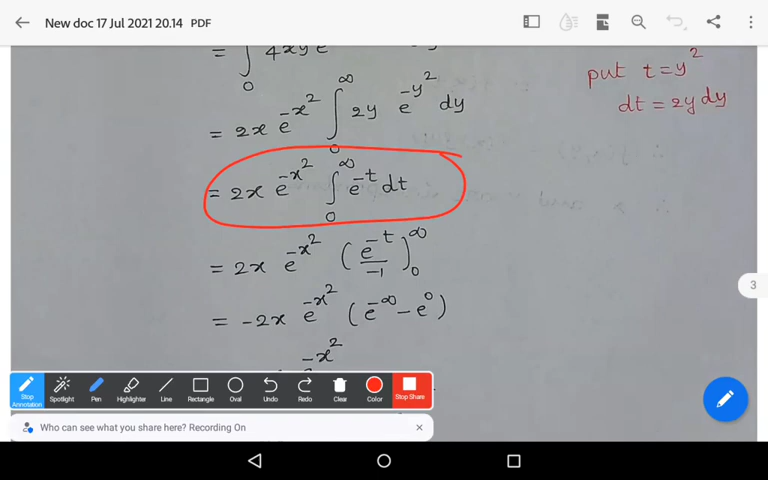 New doc 17 Jul 2021 20.14 PDF
= ∫₀ 4xy e
put t = y²
dt = 2y dy
= 2x e^{-x²} ∫₀^∞ 2y e^{-y²} dy
= 2x e^{-x²} ∫₀^∞ e^{-t} dt
= 2x e^{-x²} (e^{-t}/-1)₀^∞
= -2x e^{-x²} (e^{-∞} - e⁰)
-x²
3
Stop Annotation Spotlight Pen Highlighter Line Rectangle Oval Undo Redo Clear Color Stop Share
Who can see what you share here? Recording On